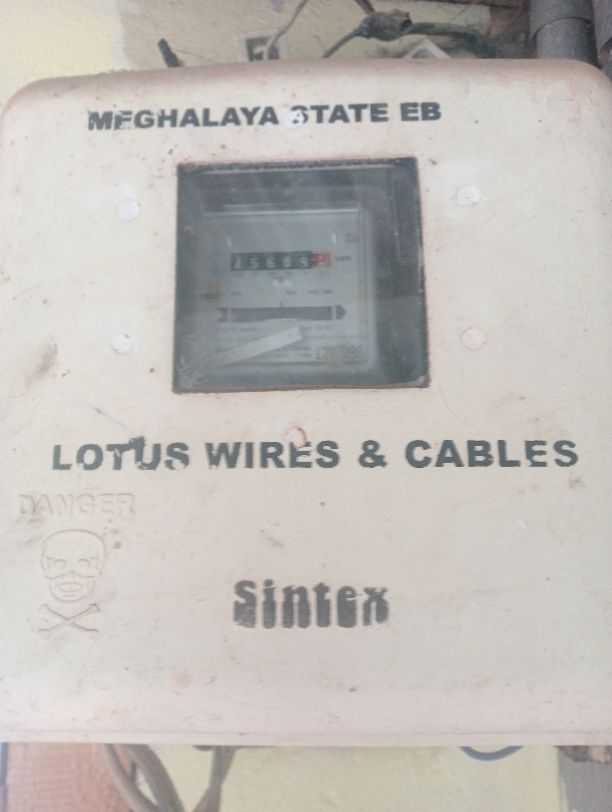 MEGHALAYA STATE EB
LOTUS WIRES & CABLES
DANGER
Sintex